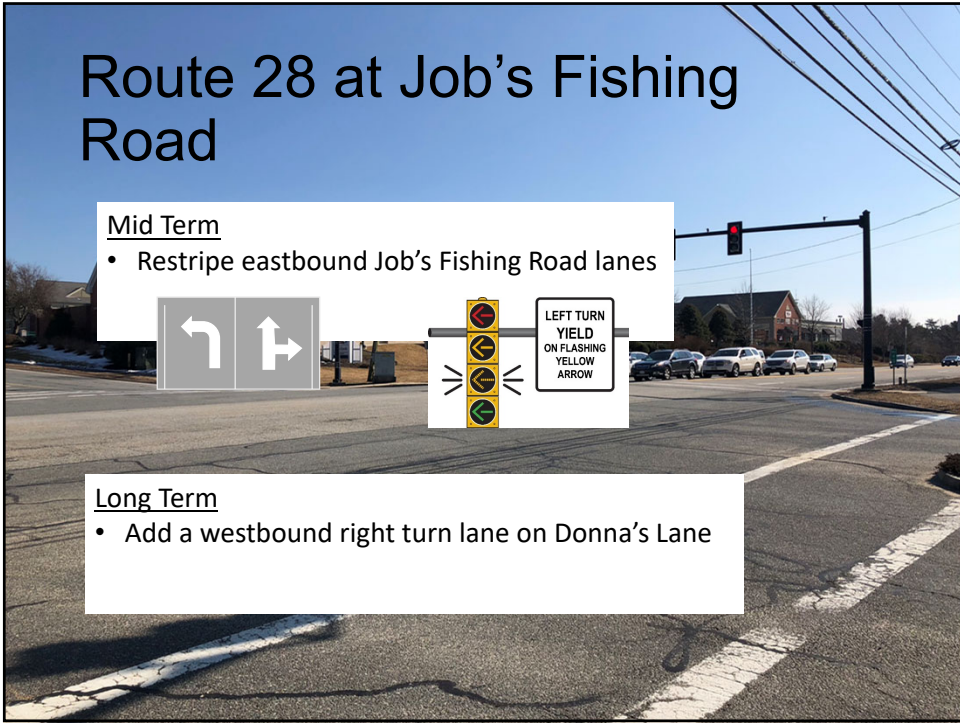 Route 28 at Job’s Fishing
Road
Mid Term
• Restripe eastbound Job’s Fishing Road lanes
LEFT TURN
YIELD
ON FLASHING
YELLOW
ARROW
Long Term
• Add a westbound right turn lane on Donna’s Lane